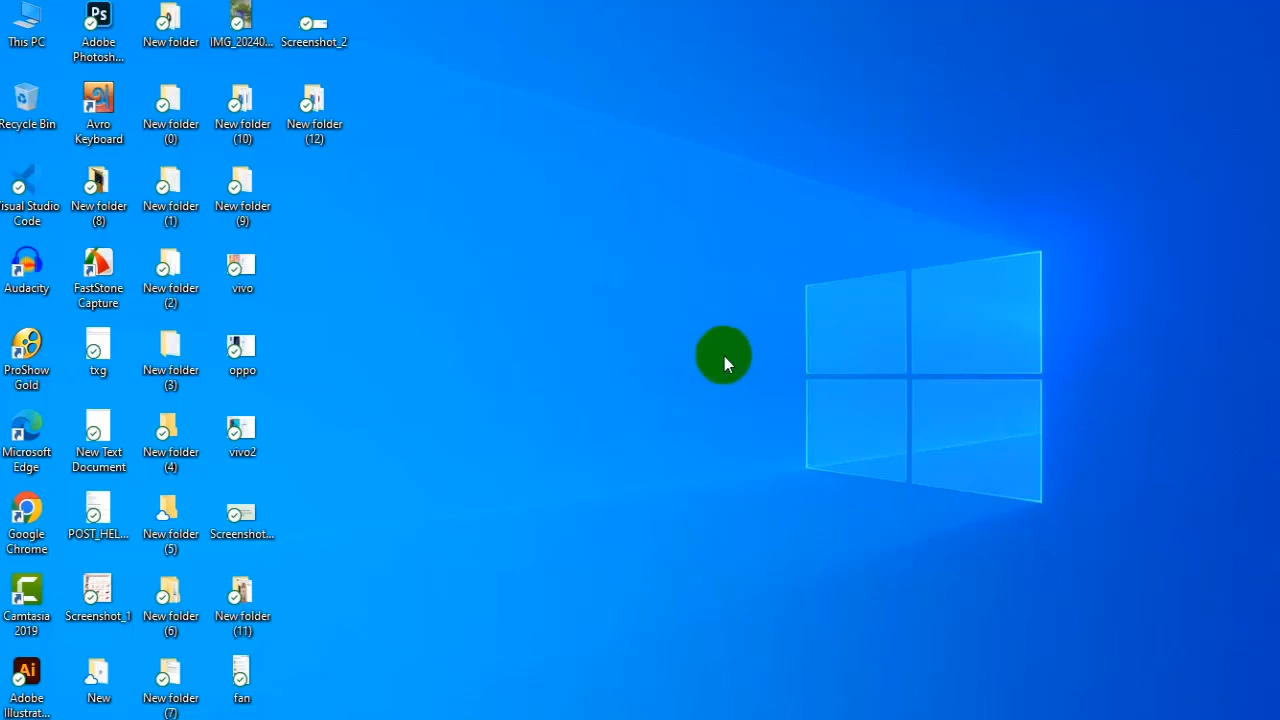 This PC
Adobe
Photosh...
New folder
IMG_20240...
Screenshot_2
Recycle Bin
Avro
Keyboard
New folder
(0)
New folder
(10)
New folder
(12)
isual Studio
Code
New folder
(8)
New folder
(1)
New folder
(9)
Audacity
FastStone
Capture
New folder
(2)
vivo
ProShow
Gold
txg
New folder
(3)
oppo
Microsoft
Edge
New Text
Document
New folder
(4)
vivo2
Google
Chrome
POST_HEL...
New folder
(5)
Screenshot...
Camtasia
2019
Screenshot_1
New folder
(6)
New folder
(11)
Adobe
Illustrat...
New
New folder
(7)
fan
Ps
Ai